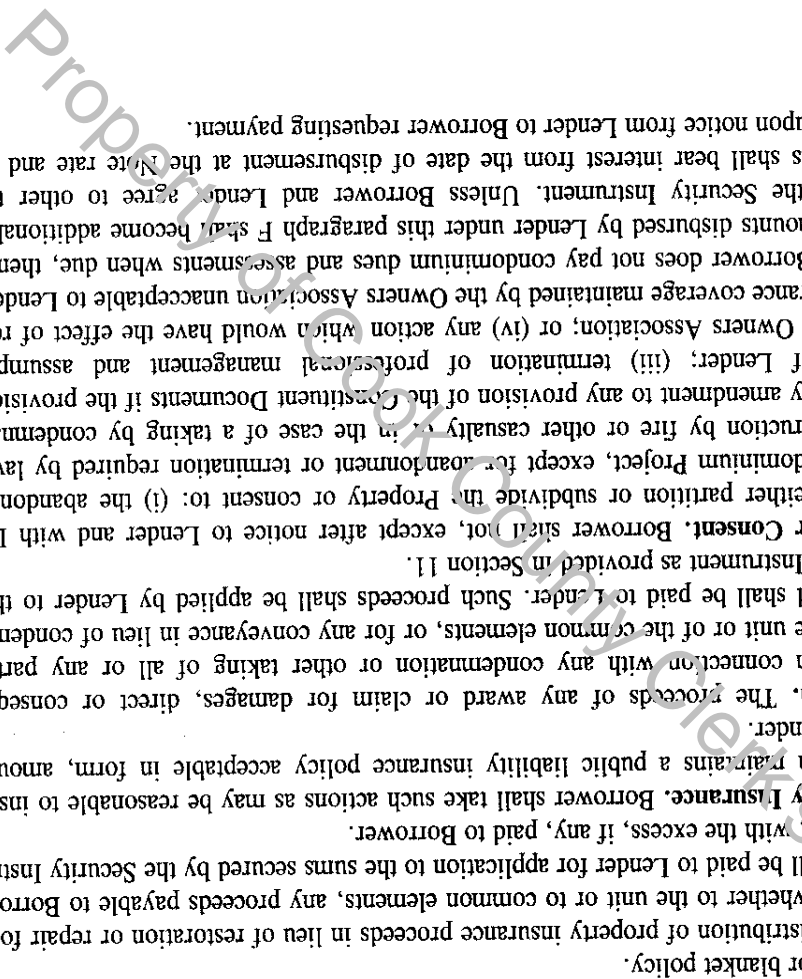 or blanket policy.
istribution of property insurance proceeds in lieu of restoration or repair fo
whether to the unit or to common elements, any proceeds payable to Borro
ll be paid to Lender for application to the sums secured by the Security Instr
with the excess, if any, paid to Borrower.
y Insurance. Borrower shall take such actions as may be reasonable to ins
n maintains a public liability insurance policy acceptable in form, amou
nder.
. The proceeds of any award or claim for damages, direct or conseq
n connection with any condemnation or other taking of all or any part
e unit or of the common elements, or for any conveyance in lieu of condem
l shall be paid to Lender. Such proceeds shall be applied by Lender to th
Instrument as provided in Section 11.
r Consent. Borrower shall not, except after notice to Lender and with L
either partition or subdivide the Property or consent to: (i) the abandon
dominium Project, except for abandonment or termination required by law
ruction by fire or other casualty or in the case of a taking by condemn
y amendment to any provision of the Constituent Documents if the provisi
f Lender; (iii) termination of professional management and assump
Owners Association; or (iv) any action which would have the effect of re
rance coverage maintained by the Owners Association unacceptable to Lende
Borrower does not pay condominium dues and assessments when due, then
mounts disbursed by Lender under this paragraph F shall become additional
the Security Instrument. Unless Borrower and Lender agree to other t
s shall bear interest from the date of disbursement at the Note rate and
upon notice from Lender to Borrower requesting payment.
Property of Cook County Clerk's